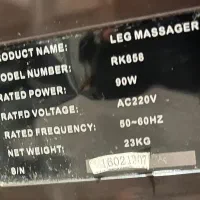 PRODUCT NAME: LEG MASSAGER
MODEL NUMBER: RK858
RATED POWER: 90W
RATED VOLTAGE: AC220V
RATED FREQUENCY: 50~60HZ
NET WEIGHT: 23KG
S/N